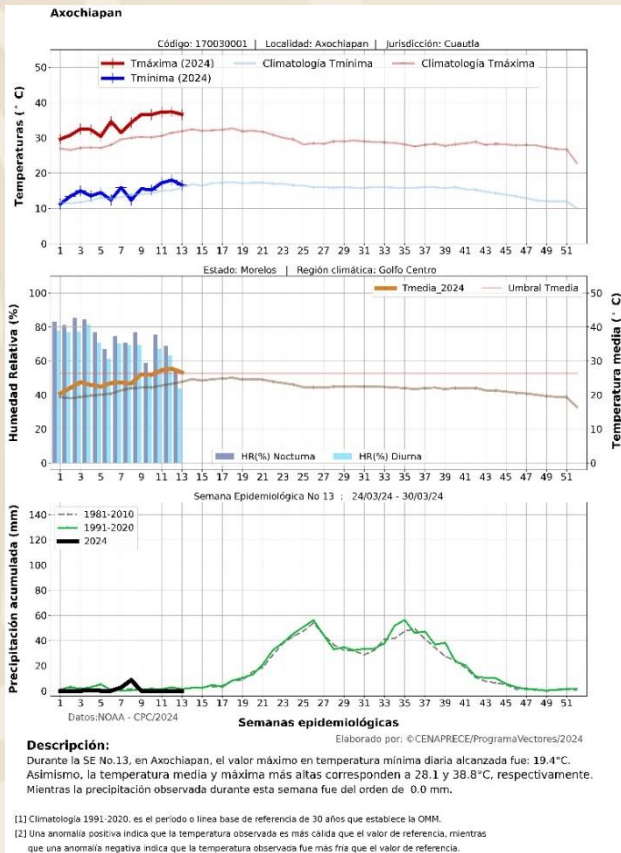 Axochiapan
Código: 170030001 | Localidad: Axochiapan | Jurisdicción: Cuautla
Tmáxima (2024) Climatología Tmínima Climatología Tmáxima
Tmínima (2024)
Temperaturas (° C)
50
40
30
20
10
0
1 3 5 7 9 11 13 15 17 19 21 23 25 27 29 31 33 35 37 39 41 43 45 47 49 51
Estado: Morelos | Región climática: Golfo Centro
Tmedia_2024 Umbral Tmedia
Humedad Relativa (%)
100
80
60
40
20
0
Temperatura media (° C)
50
40
30
20
10
0
HR(%) Noctuma HR(%) Diurna
1 3 5 7 9 11 13 15 17 19 21 23 25 27 29 31 33 35 37 39 41 43 45 47 49 51
Semana Epidemiológica No 13 : 24/03/24 - 30/03/24
1981-2010
1991-2020
2024
Precipitación acumulada (mm)
140
120
100
80
60
40
20
0
1 3 5 7 9 11 13 15 17 19 21 23 25 27 29 31 33 35 37 39 41 43 45 47 49 51
Datos:NOAA - CPC/2024
Semanas epidemiológicas
Elaborado por: ©CENAPRECE/ProgramaVectores/2024
Descripción:
Durante la SE No.13, en Axochiapan, el valor máximo en temperatura mínima diaria alcanzada fue: 19.4°C.
Asimismo, la temperatura media y máxima más altas corresponden a 28.1 y 38.8°C, respectivamente.
Mientras la precipitación observada durante esta semana fue del orden de 0.0 mm.
[1] Climatología 1991-2020, es el período o línea base de referencia de 30 años que establece la OMM.
[2] Una anomalía positiva indica que la temperatura observada es más cálida que el valor de referencia, mientras
que una anomalía negativa indica que la temperatura observada fue más fría que el valor de referencia.